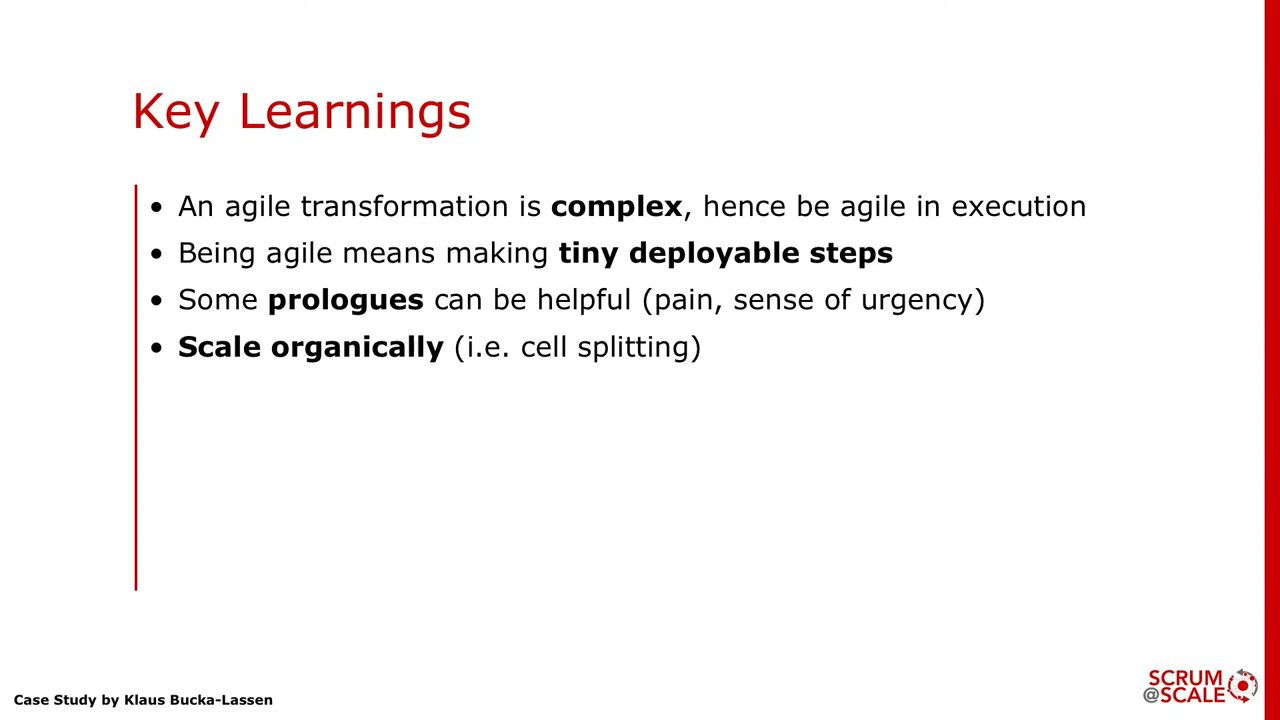 Key Learnings
• An agile transformation is complex, hence be agile in execution
• Being agile means making tiny deployable steps
• Some prologues can be helpful (pain, sense of urgency)
• Scale organically (i.e. cell splitting)
Case Study by Klaus Bucka-Lassen
SCRUM
@SCALE